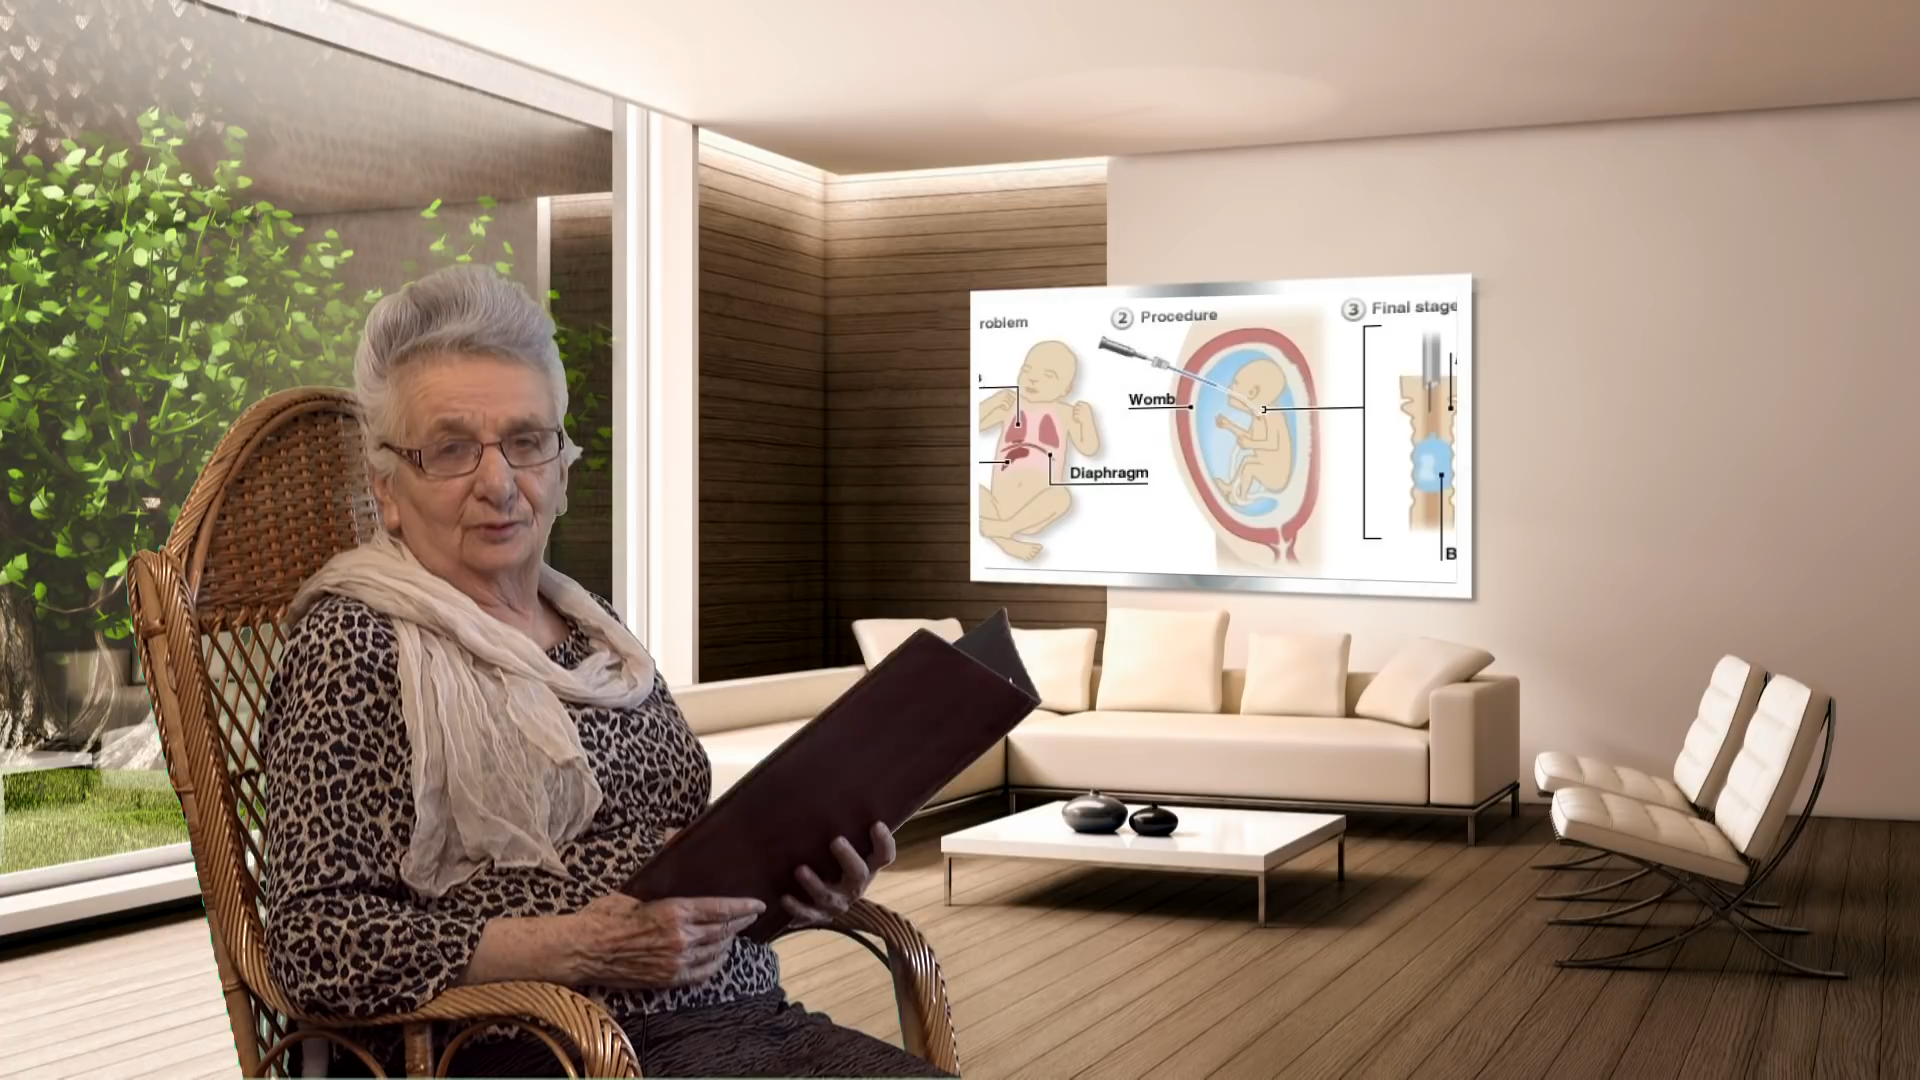 roblem
2 Procedure
3 Final stage
Womb
Diaphragm
B